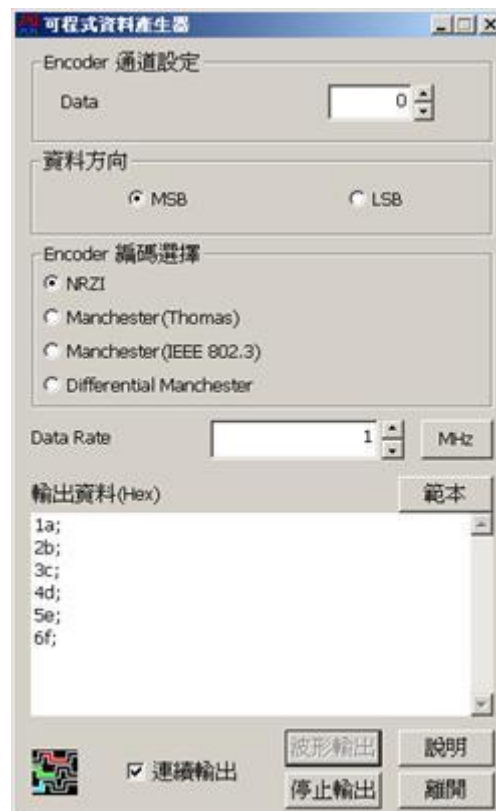 可程式資料產生器
Encoder 通道設定
Data 0
資料方向
MSB LSB
Encoder 編碼選擇
NRZI
Manchester(Thomas)
Manchester(IEEE 802.3)
Differential Manchester
Data Rate 1 MHz
輸出資料(Hex) 範本
1a;
2b;
3c;
4d;
5e;
6f;
波形輸出 說明
連續輸出
停止輸出 離開